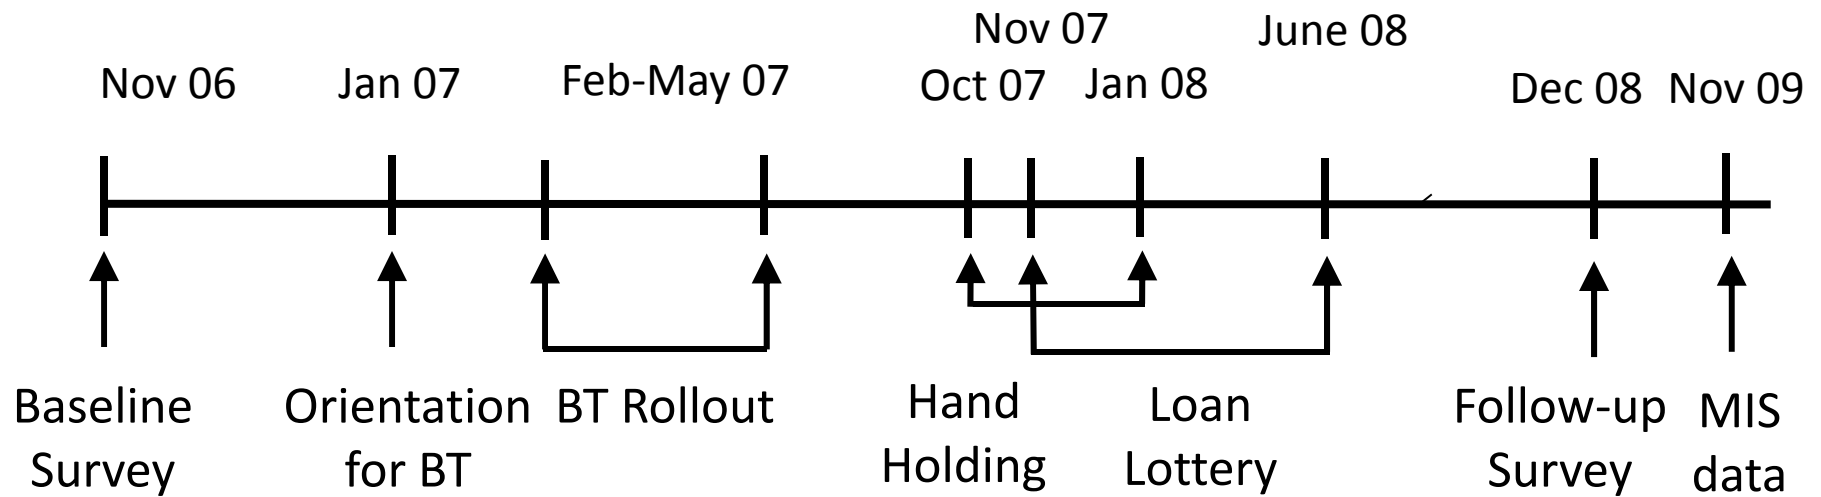 Nov 07
June 08
Nov 06
Jan 07
Feb-May 07
Oct 07
Jan 08
Dec 08
Nov 09
Baseline
Survey
Orientation
for BT
BT Rollout
Hand
Holding
Loan
Lottery
Follow-up
Survey
MIS
data